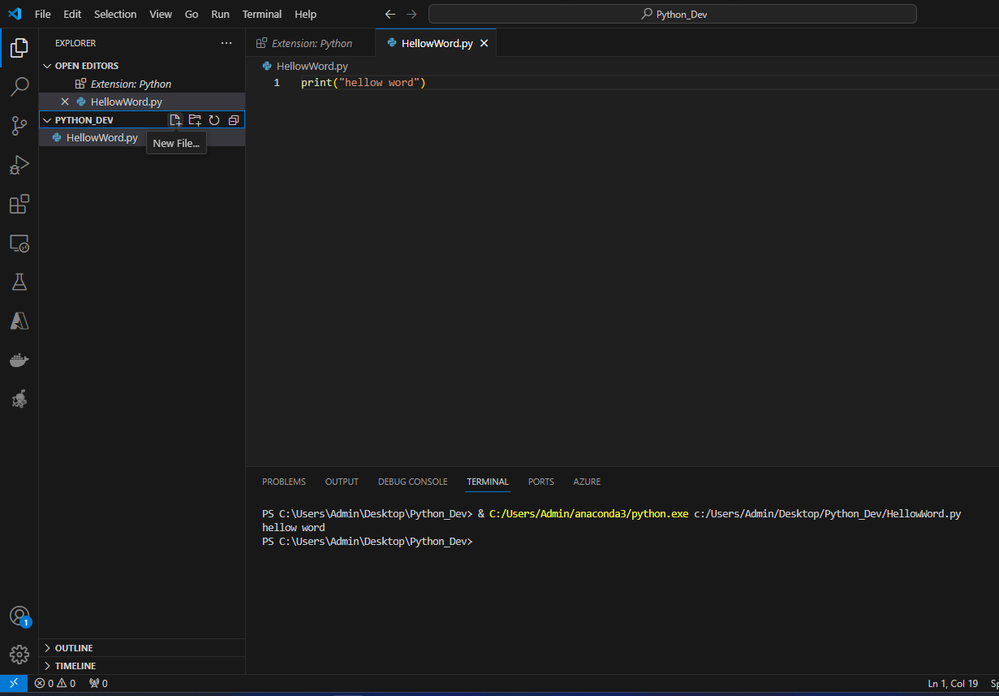 File Edit Selection View Go Run Terminal Help
Python_Dev
EXPLORER
OPEN EDITORS
Extension: Python
HellowWord.py
PYTHON_DEV
HellowWord.py
New File...
Extension: Python
HellowWord.py
HellowWord.py
1 print("hellow word")
PROBLEMS OUTPUT DEBUG CONSOLE TERMINAL PORTS AZURE
PS C:\Users\Admin\Desktop\Python_Dev> & C:/Users/Admin/anaconda3/python.exe c:/Users/Admin/Desktop/Python_Dev/HellowWord.py
hellow word
PS C:\Users\Admin\Desktop\Python_Dev>
1
OUTLINE
TIMELINE
0 0 0
Ln 1, Col 19